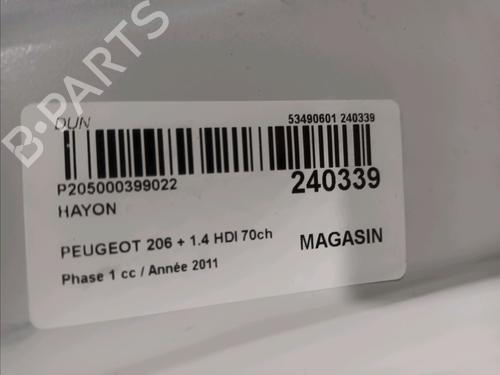 B-PARTS
DUN
53490601 240339
P205000399022
240339
HAYON
PEUGEOT 206 + 1.4 HDI 70ch
MAGASIN
Phase 1 cc / Année 2011